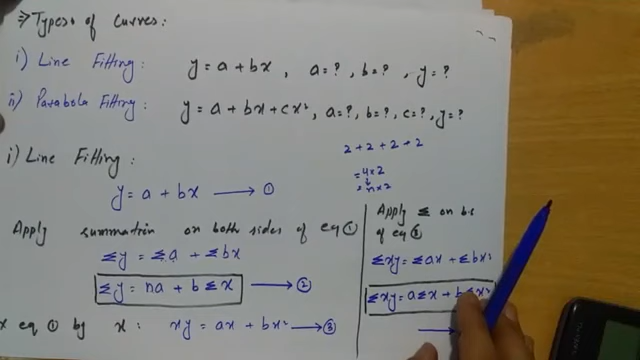 ⇒ Types of Curves:
i) Line Fitting: y = a + bx, a = ?, b = ?, y = ?
ii) Parabola Fitting: y = a + bx + cx², a = ?, b = ?, c = ?, y = ?
i) Line Fitting:
y = a + bx → ①
Apply summation on both sides of eq ①
Σy = Σa + Σbx
Σy = na + bΣx → ②
x eq ① by x: xy = ax + bx² → ③
2 + 2 + 2 + 2
= 4 × 2
= n × 2
Apply Σ on b.s
of eq
Σxy = Σax + Σbx²
Σxy = aΣx + bΣx²